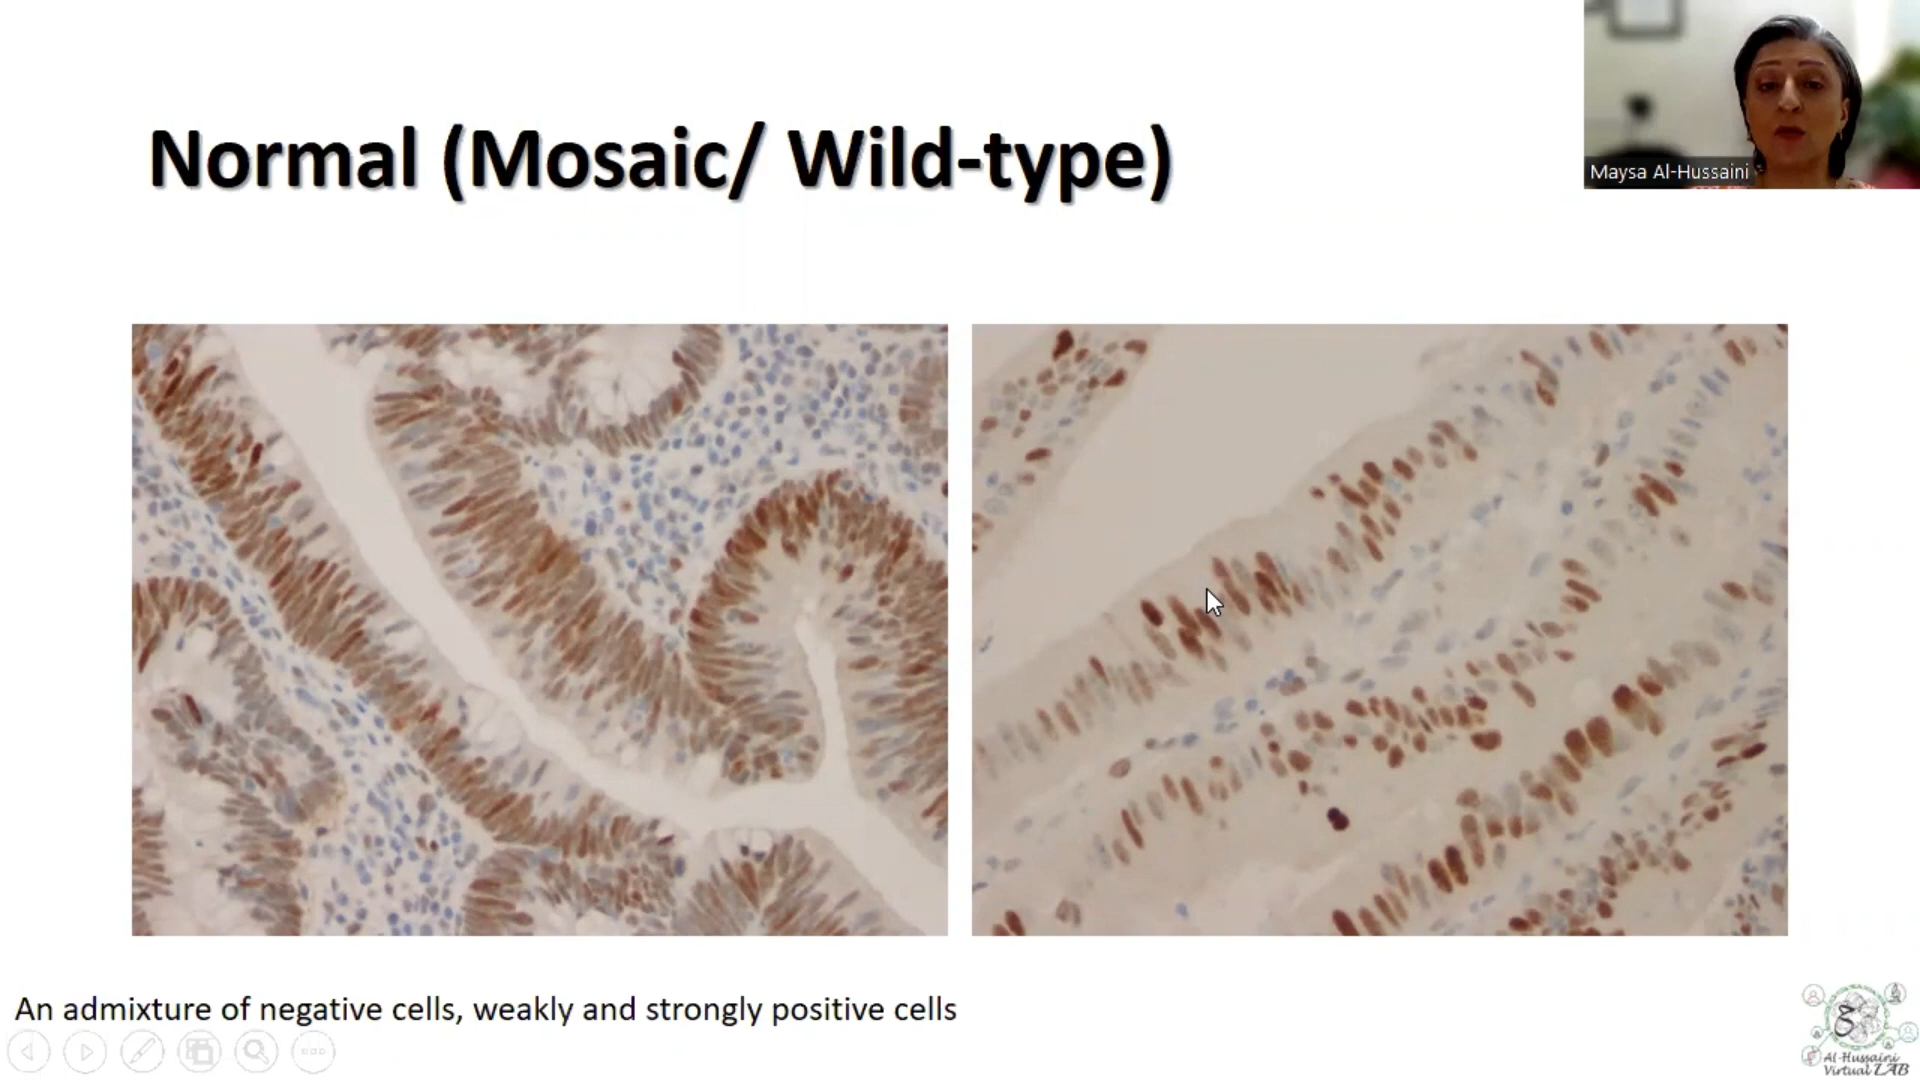 Normal (Mosaic/ Wild-type)
Maysa Al-Hussaini
An admixture of negative cells, weakly and strongly positive cells
Al-Hussaini
Virtual LAB